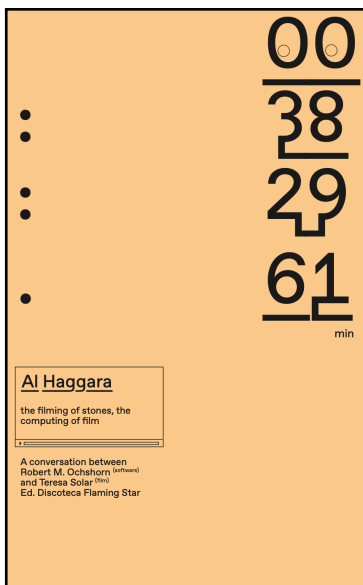 00
38
29
61
min
Al Haggara
the filming of stones, the
computing of film
A conversation between
Robert M. Ochshorn (software)
and Teresa Solar (film)
Ed. Discoteca Flaming Star